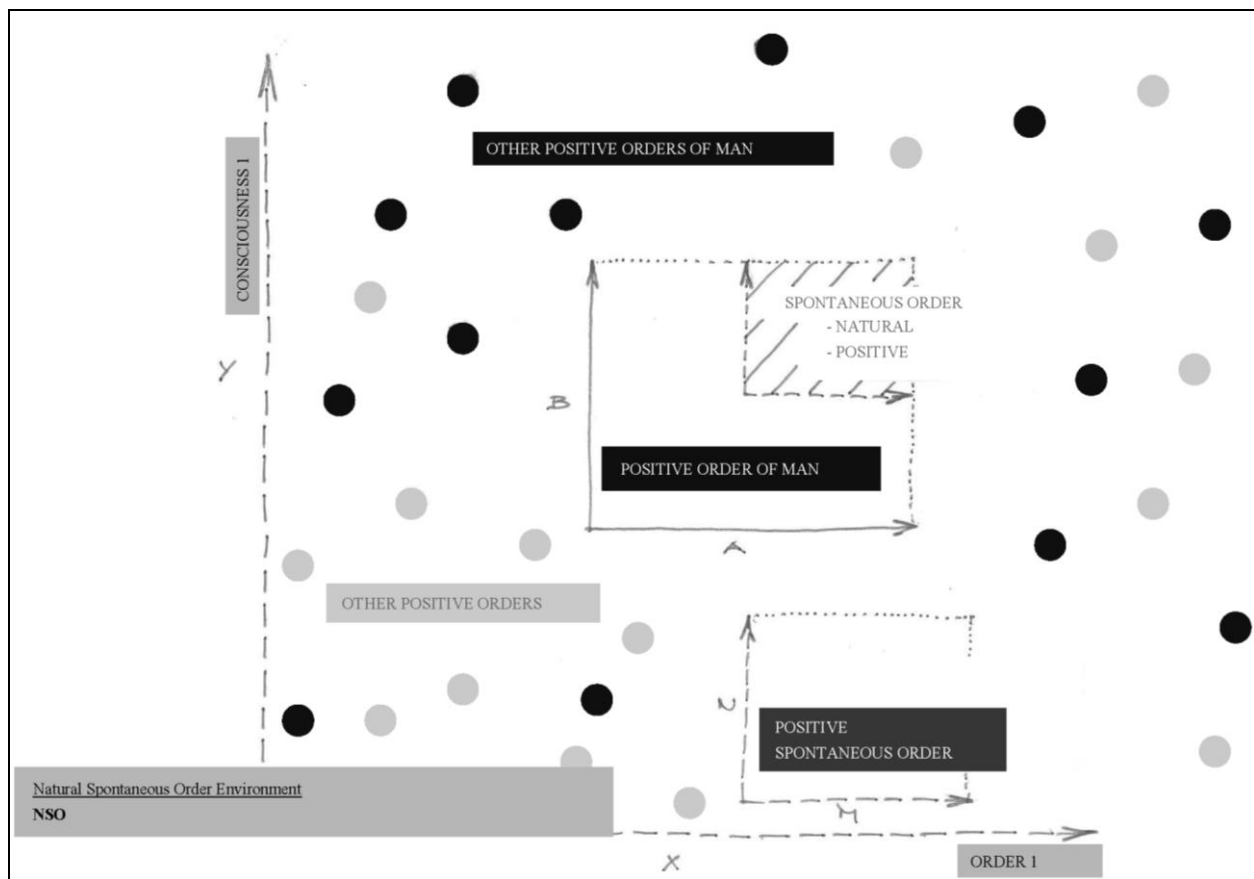 OTHER POSITIVE ORDERS OF MAN
CONSCIOUSNESS 1
SPONTANEOUS ORDER
- NATURAL
- POSITIVE
Y
B
POSITIVE ORDER OF MAN
A
OTHER POSITIVE ORDERS
N
POSITIVE
SPONTANEOUS ORDER
Natural Spontaneous Order Environment
NSO
M
X
ORDER 1